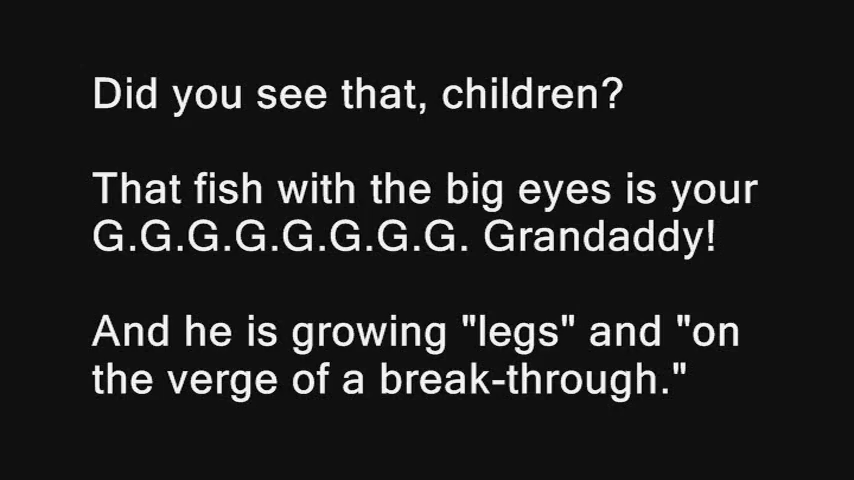 Did you see that, children?
That fish with the big eyes is your
G.G.G.G.G.G.G.G. Grandaddy!
And he is growing "legs" and "on
the verge of a break-through."